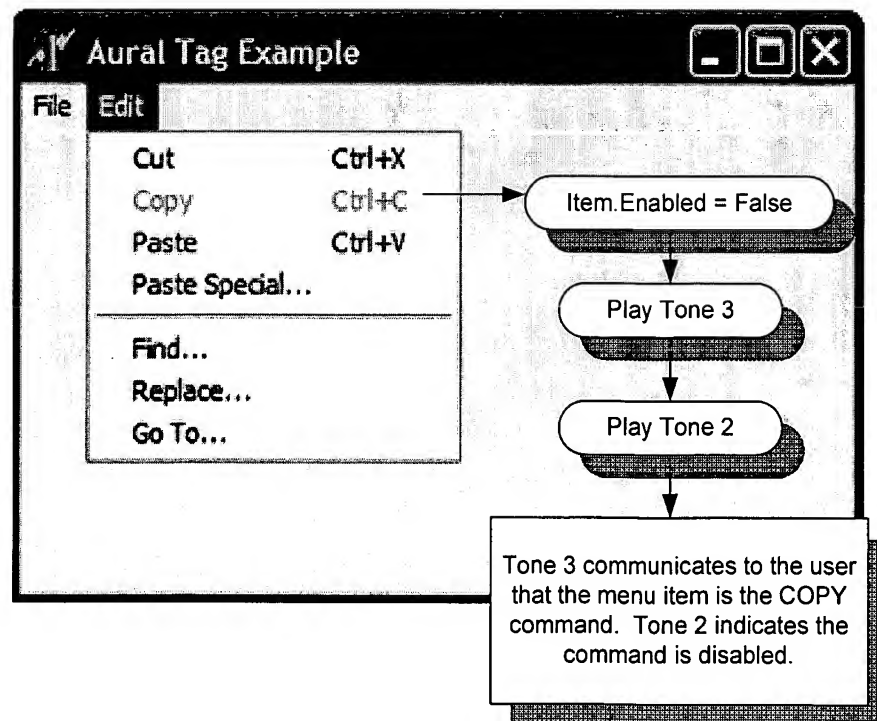 Aural Tag Example
File Edit
Cut Ctrl+X
Copy Ctrl+C
Paste Ctrl+V
Paste Special...
Find...
Replace...
Go To...
Item.Enabled = False
Play Tone 3
Play Tone 2
Tone 3 communicates to the user
that the menu item is the COPY
command. Tone 2 indicates the
command is disabled.